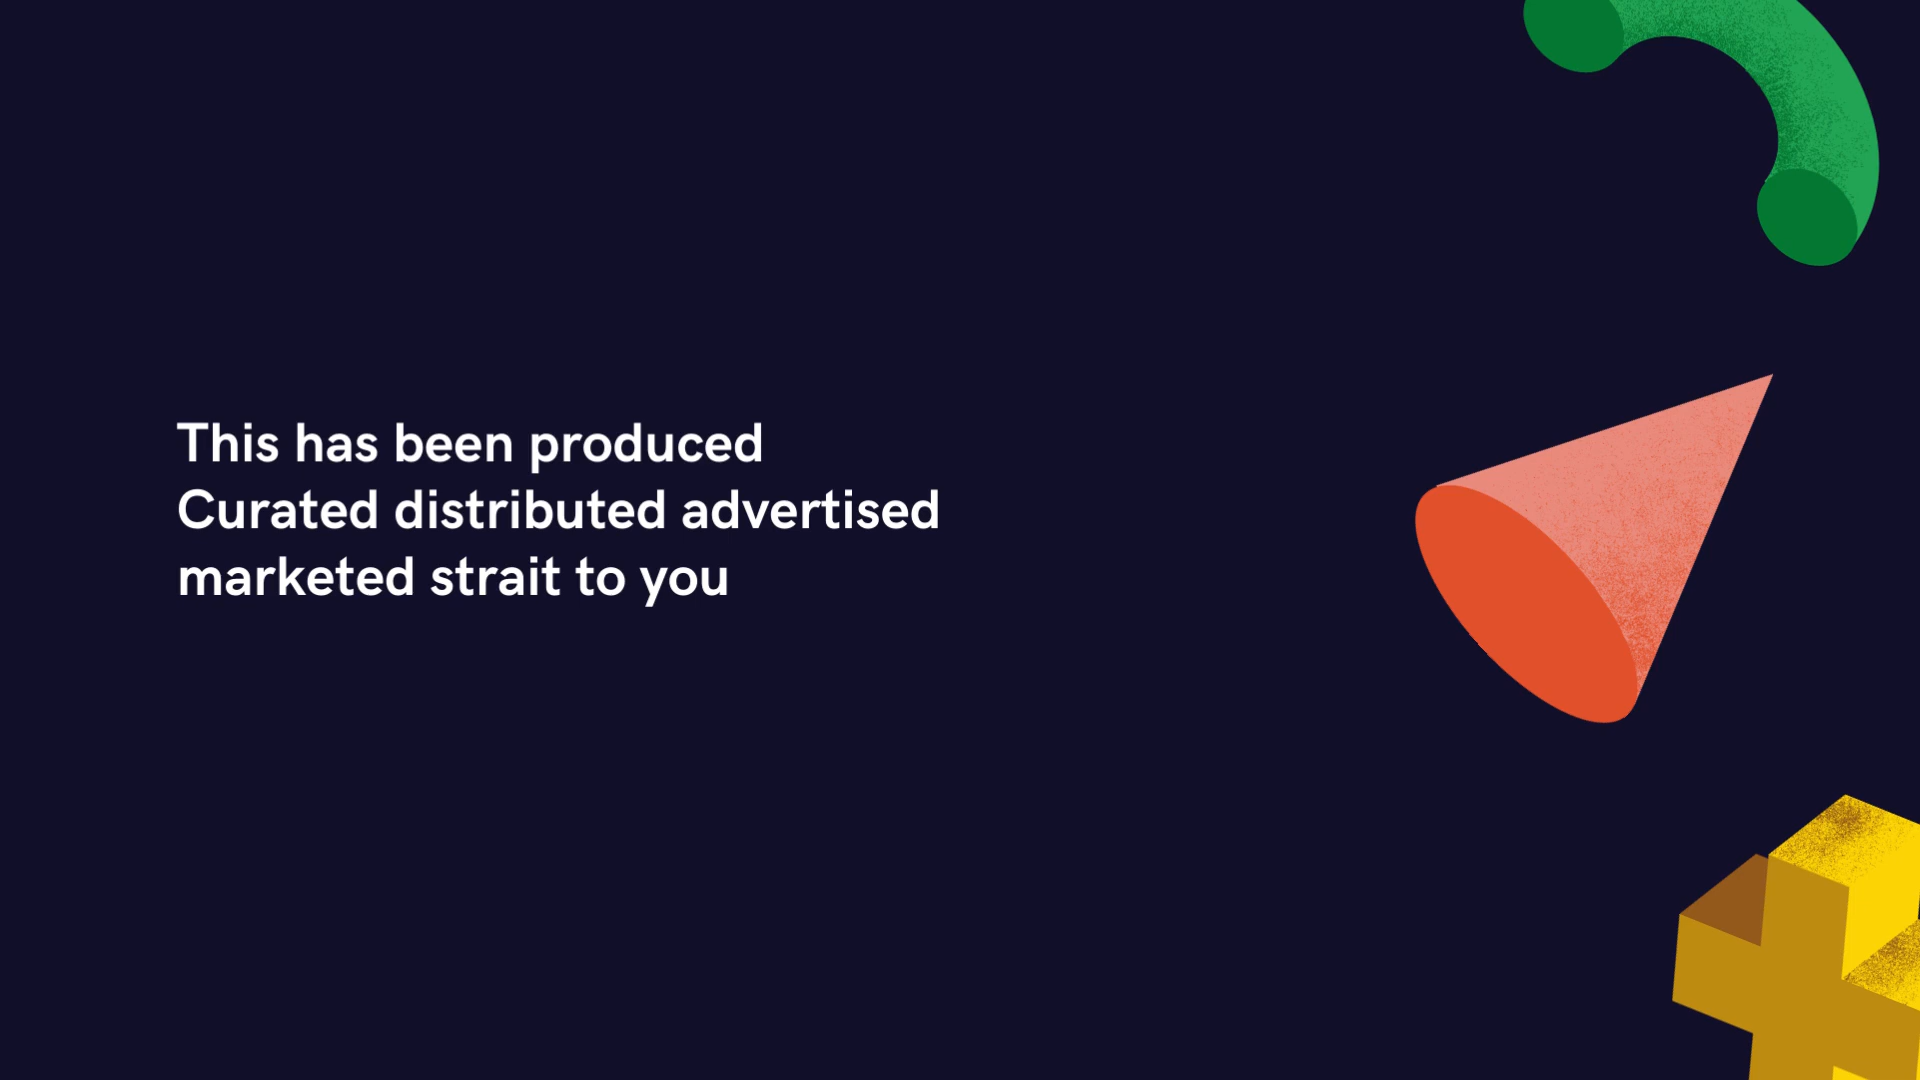 This has been produced
Curated distributed advertised
marketed strait to you